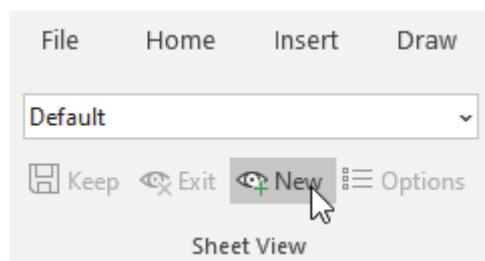 File Home Insert Draw
Default
Keep Exit New Options
Sheet View